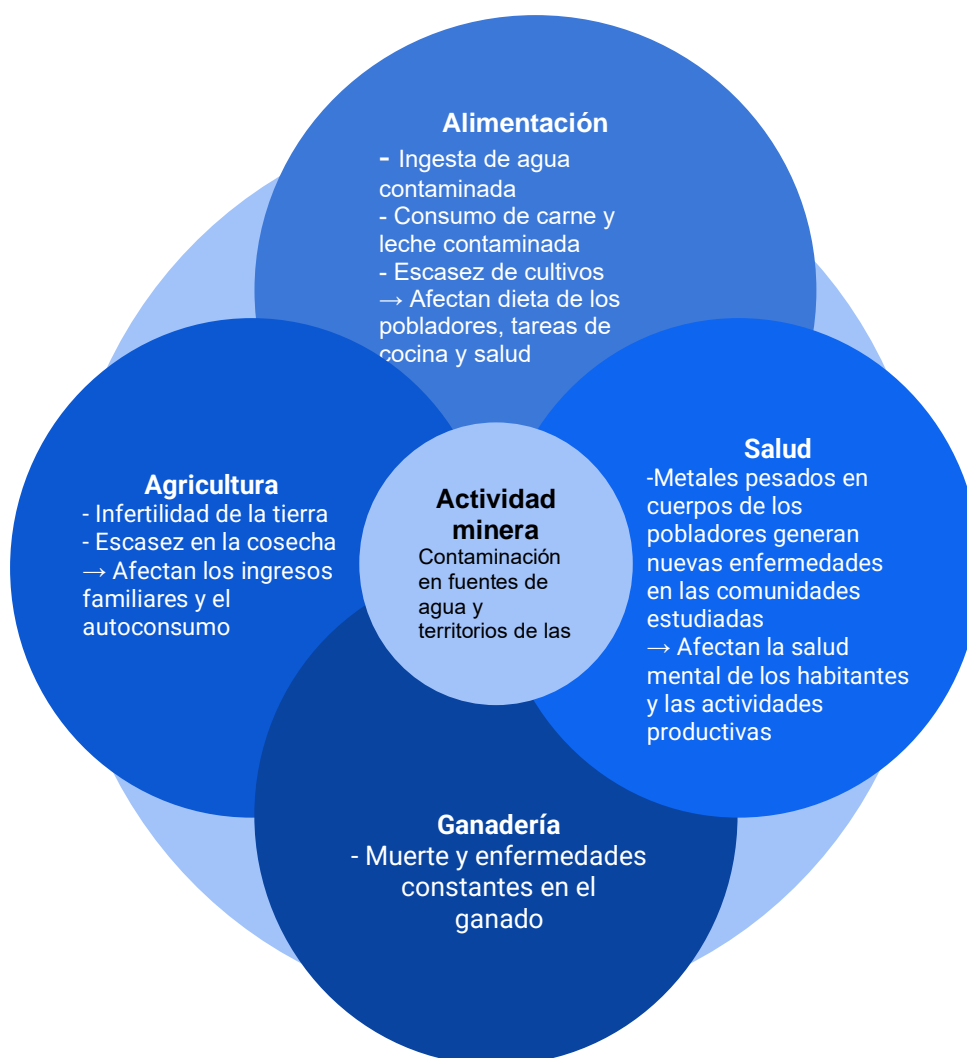 Alimentación
- Ingesta de agua
contaminada
- Consumo de carne y
leche contaminada
- Escasez de cultivos
→ Afectan dieta de los
pobladores, tareas de
cocina y salud
Agricultura
- Infertilidad de la tierra
- Escasez en la cosecha
→ Afectan los ingresos
familiares y el
autoconsumo
Actividad
minera
Contaminación
en fuentes de
agua y
territorios de las
Salud
-Metales pesados en
cuerpos de los
pobladores generan
nuevas enfermedades
en las comunidades
estudiadas
→ Afectan la salud
mental de los habitantes
y las actividades
productivas
Ganadería
- Muerte y enfermedades
constantes en el
ganado